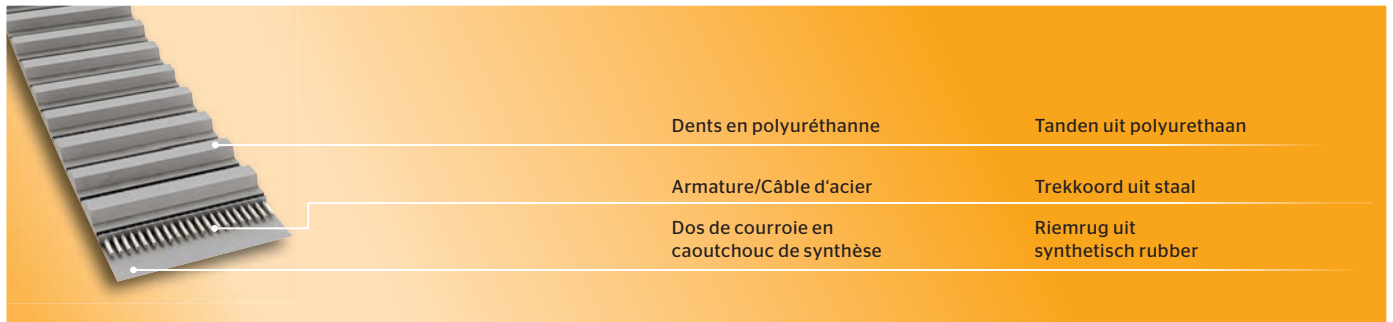 Dents en polyuréthanne
Tanden uit polyurethaan
Armature/Câble d‘acier
Trekkoord uit staal
Dos de courroie en
caoutchouc de synthèse
Riemrug uit
synthetisch rubber